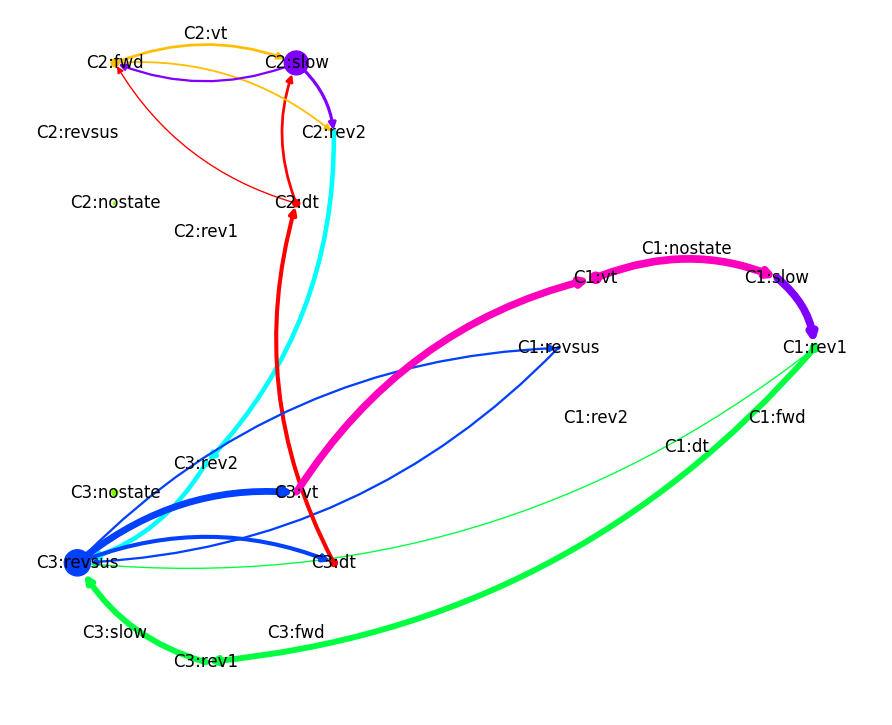 C2:vt
C2:fwd
C2:slow
C2:revsus
C2:rev2
C2:nostate
C2:dt
C2:rev1
C1:nostate
C1:vt
C1:slow
C1:revsus
C1:rev1
C1:rev2
C1:fwd
C1:dt
C3:rev2
C3:nostate
C3:vt
C3:revsus
C3:dt
C3:slow
C3:fwd
C3:rev1